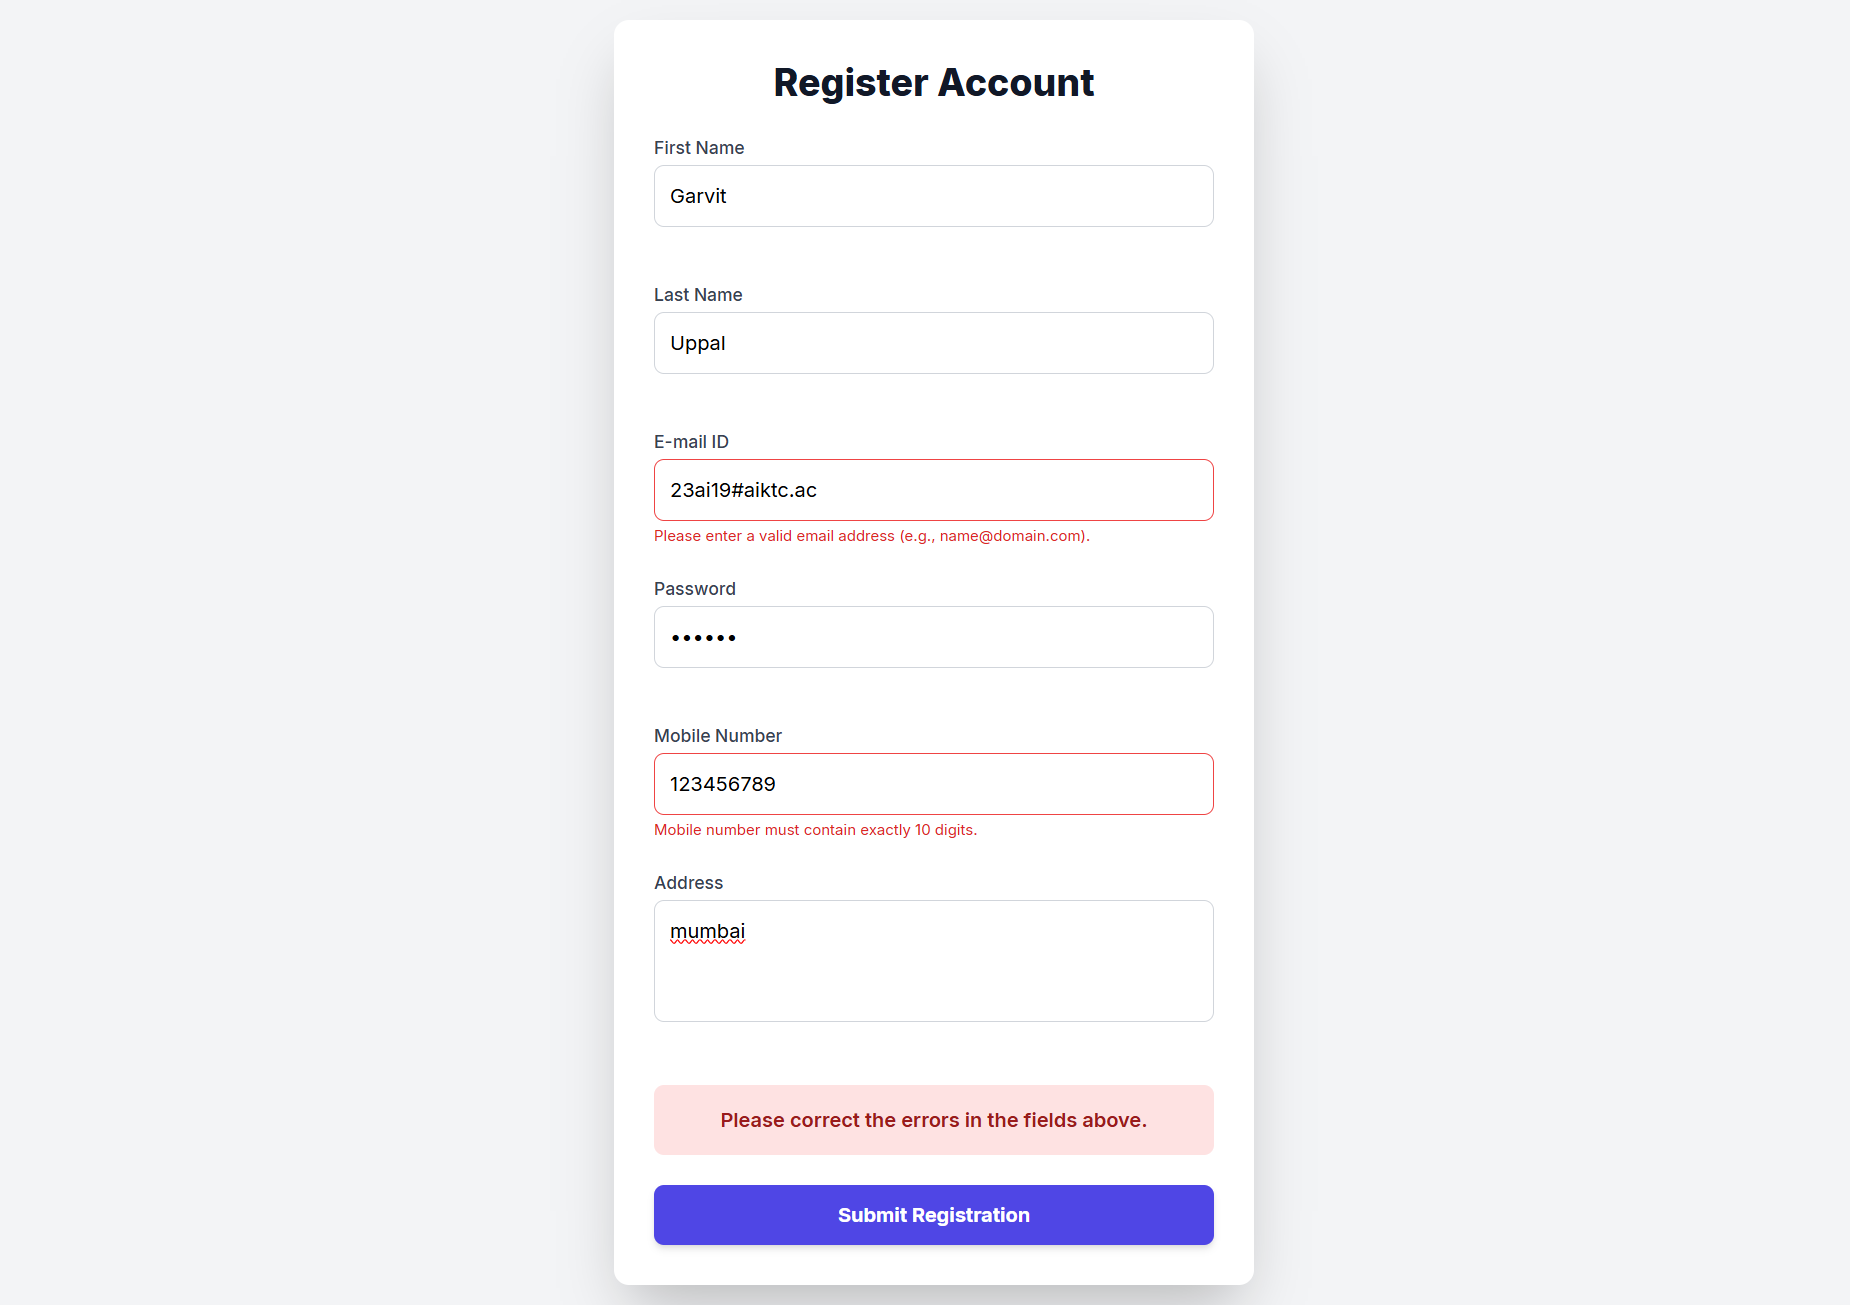 Register Account
First Name
Garvit
Last Name
Uppal
E-mail ID
23ai19#aiktc.ac
Please enter a valid email address (e.g., name@domain.com).
Password
••••••
Mobile Number
123456789
Mobile number must contain exactly 10 digits.
Address
mumbai
Please correct the errors in the fields above.
Submit Registration